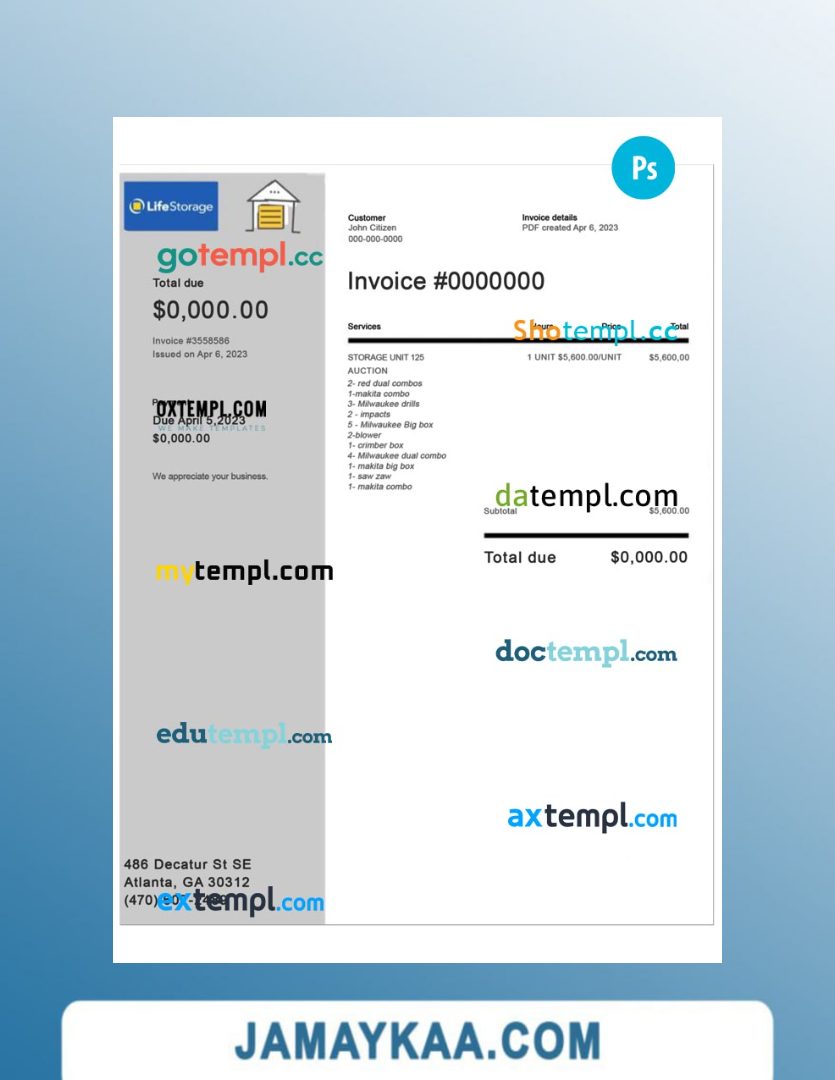 Ps
LifeStorage
gotempl.cc
Total due
$0,000.00
Invoice #3558586
Issued on Apr 6, 2023
OXTEMPL.COM
Due April 5,2023
WE MAKE TEMPLATES
$0,000.00
We appreciate your business.
mytempl.com
edutempl.com
486 Decatur St SE
Atlanta, GA 30312
(470)
extempl.com
Customer
John Citizen
000-000-0000
Invoice details
PDF created Apr 6, 2023
Invoice #0000000
Services Hours Price Total
Shotempl.cc
STORAGE UNIT 125 1 UNIT $5,600.00/UNIT $5,600,00
AUCTION
2- red dual combos
1-makita combo
3- Milwaukee drills
2 - impacts
5 - Milwaukee Big box
2-blower
1- crimber box
4- Milwaukee dual combo
1- makita big box
1- saw zaw
1- makita combo
datempl.com
Subtotal $5,600.00
Total due $0,000.00
doctempl.com
axtempl.com
JAMAYKAA.COM